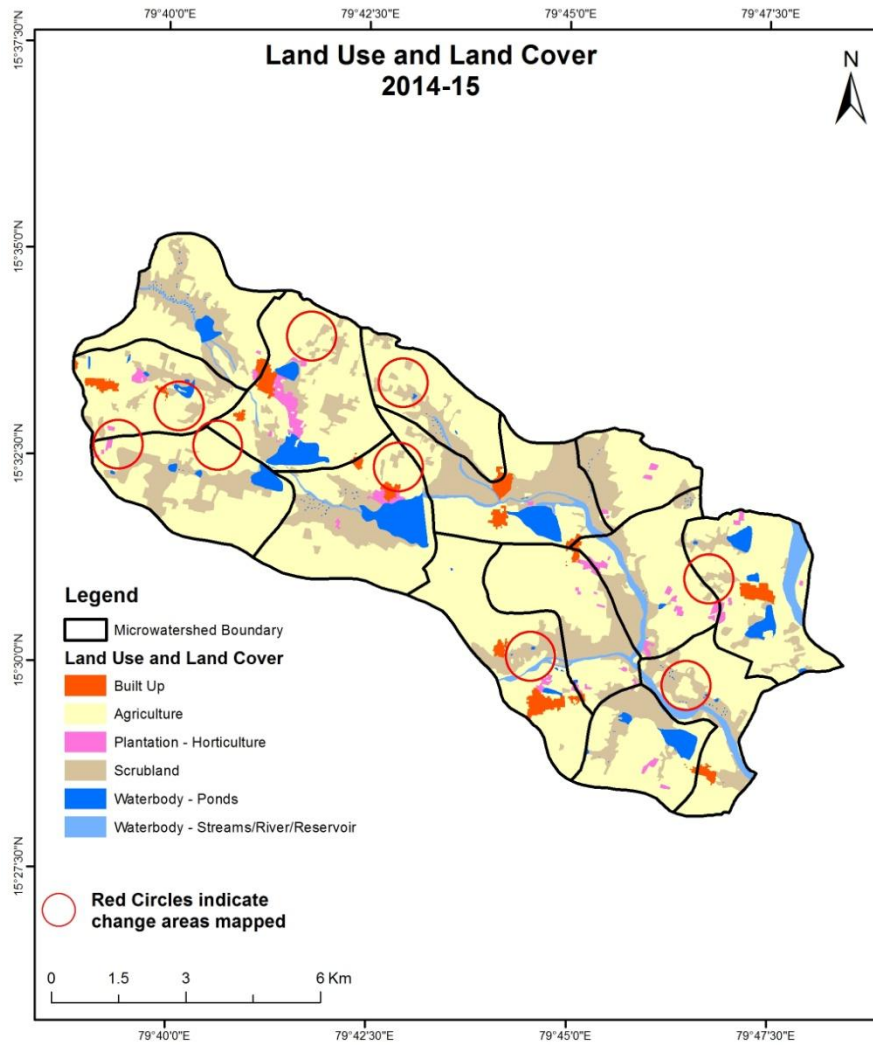 79°40'0"E 79°42'30"E 79°45'0"E 79°47'30"E
15°37'30"N
Land Use and Land Cover
2014-15
N
15°35'0"N
15°32'30"N
Legend
Microwatershed Boundary
15°30'0"N
Land Use and Land Cover
Built Up
Agriculture
Plantation - Horticulture
Scrubland
Waterbody - Ponds
Waterbody - Streams/River/Reservoir
15°27'30"N
Red Circles indicate
change areas mapped
0 1.5 3 6 Km
79°40'0"E 79°42'30"E 79°45'0"E 79°47'30"E